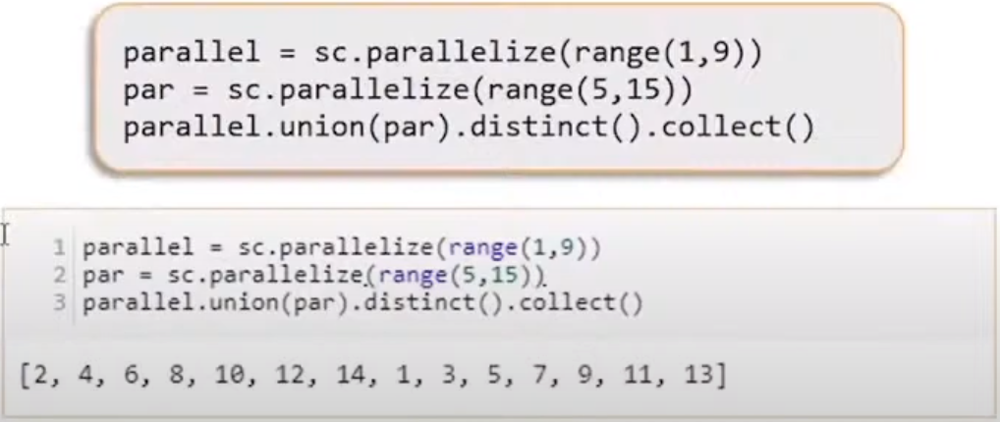 parallel = sc.parallelize(range(1,9))
par = sc.parallelize(range(5,15))
parallel.union(par).distinct().collect()
1 parallel = sc.parallelize(range(1,9))
2 par = sc.parallelize(range(5,15))
3 parallel.union(par).distinct().collect()
[2, 4, 6, 8, 10, 12, 14, 1, 3, 5, 7, 9, 11, 13]